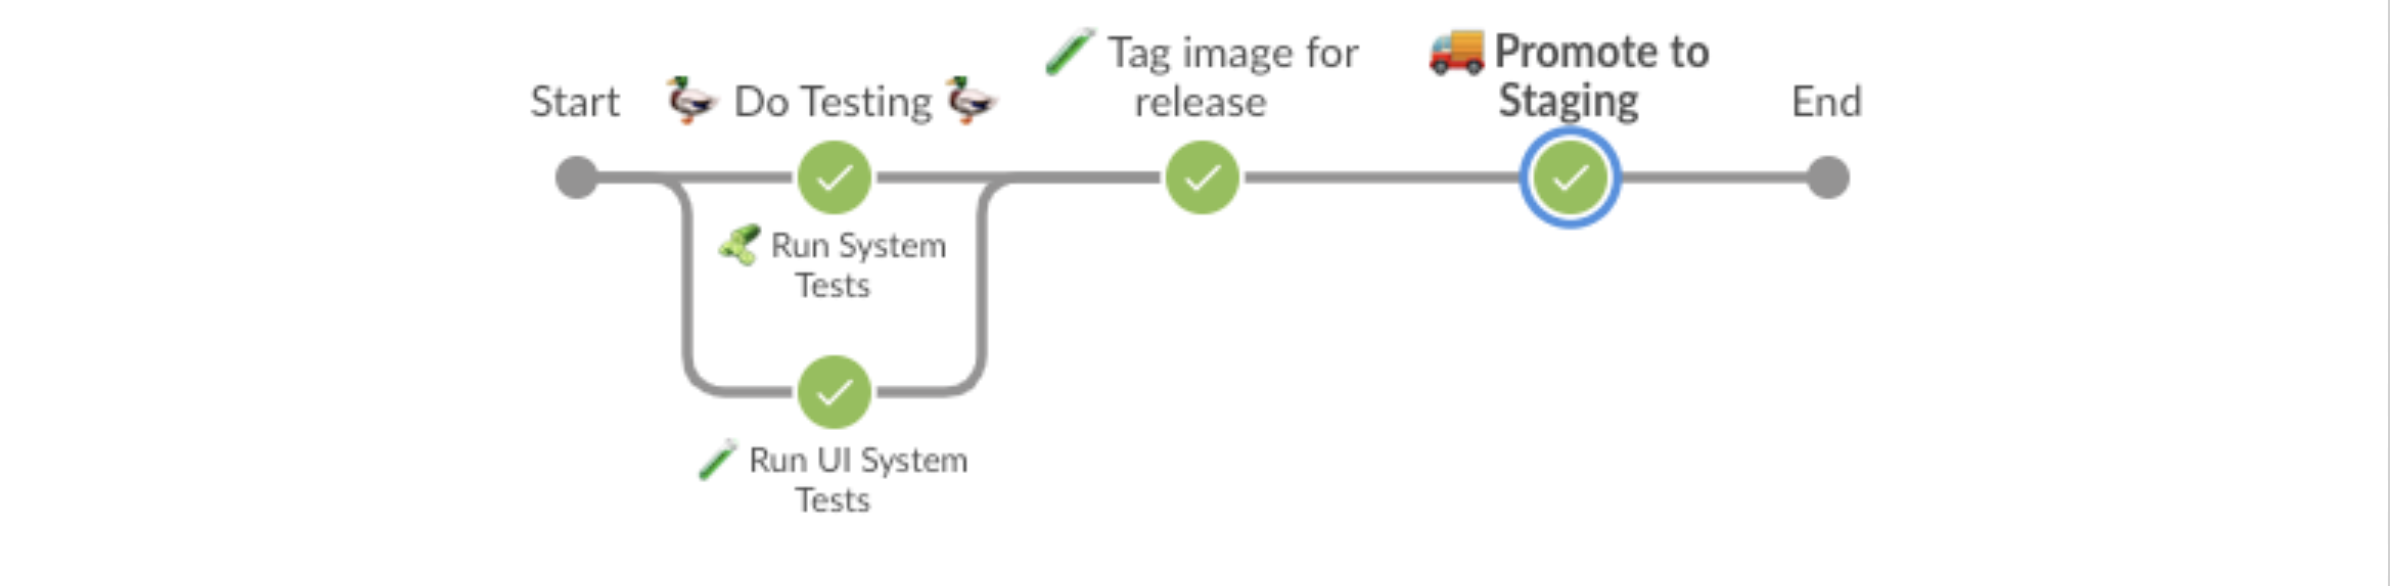 Tag image for
release
Promote to
Staging
Start
Do Testing
End
Run System
Tests
Run UI System
Tests